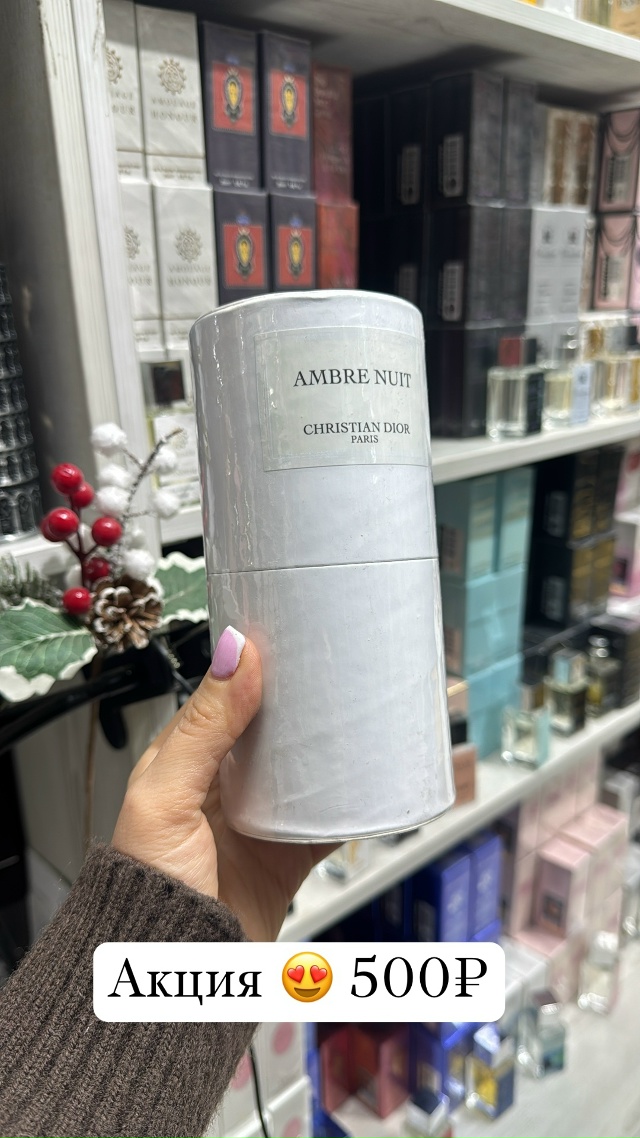 AMBRE NUIT
CHRISTIAN DIOR
PARIS
Акция 😍 500₽